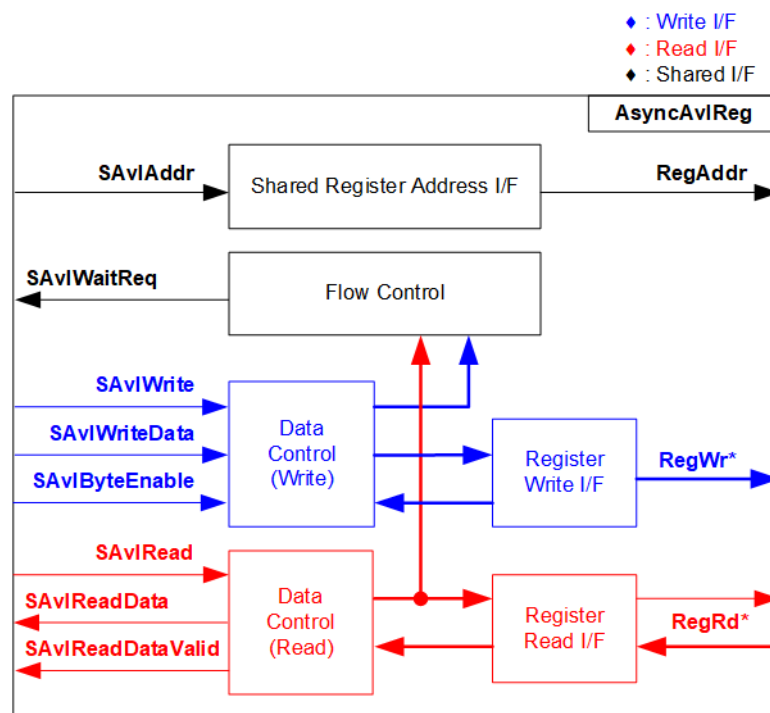 ♦ : Write I/F
♦ : Read I/F
♦ : Shared I/F
AsyncAvlReg
SAvlAddr
Shared Register Address I/F
RegAddr
SAvlWaitReq
Flow Control
SAvlWrite
SAvlWriteData
SAvlByteEnable
Data
Control
(Write)
Register
Write I/F
RegWr*
SAvlRead
SAvlReadData
SAvlReadDataValid
Data
Control
(Read)
Register
Read I/F
RegRd*